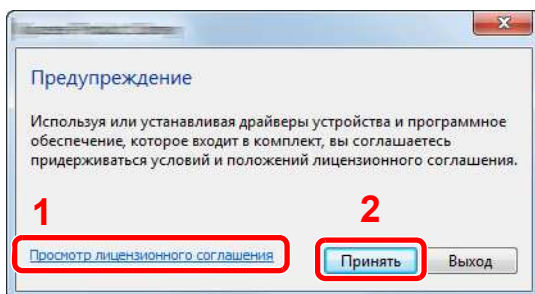 Предупреждение
Используя или устанавливая драйверы устройства и программное
обеспечение, которое входит в комплект, вы соглашаетесь
придерживаться условий и положений лицензионного соглашения.
1
2
Просмотр лицензионного соглашения
Принять
Выход